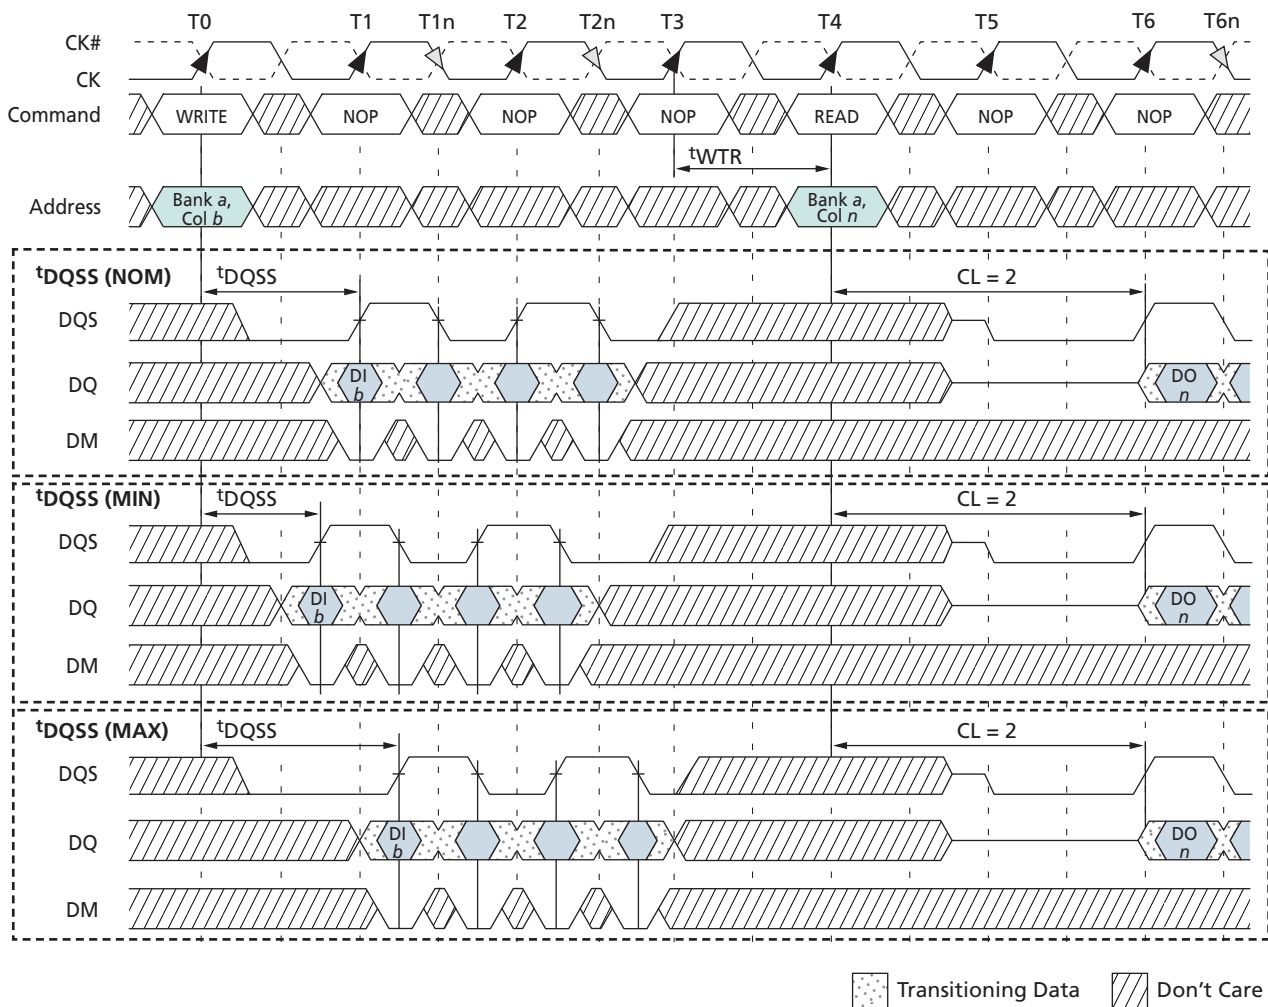 T0 T1 T1n T2 T2n T3 T4 T5 T6 T6n
CK#
CK
Command WRITE NOP NOP NOP READ NOP NOP
tWTR
Address Bank a, Col b Bank a, Col n
tDQSS (NOM) tDQSS CL = 2
DQS
DQ DI b DO n
DM
tDQSS (MIN) tDQSS CL = 2
DQS
DQ DI b DO n
DM
tDQSS (MAX) tDQSS CL = 2
DQS
DQ DI b DO n
DM
Transitioning Data Don't Care